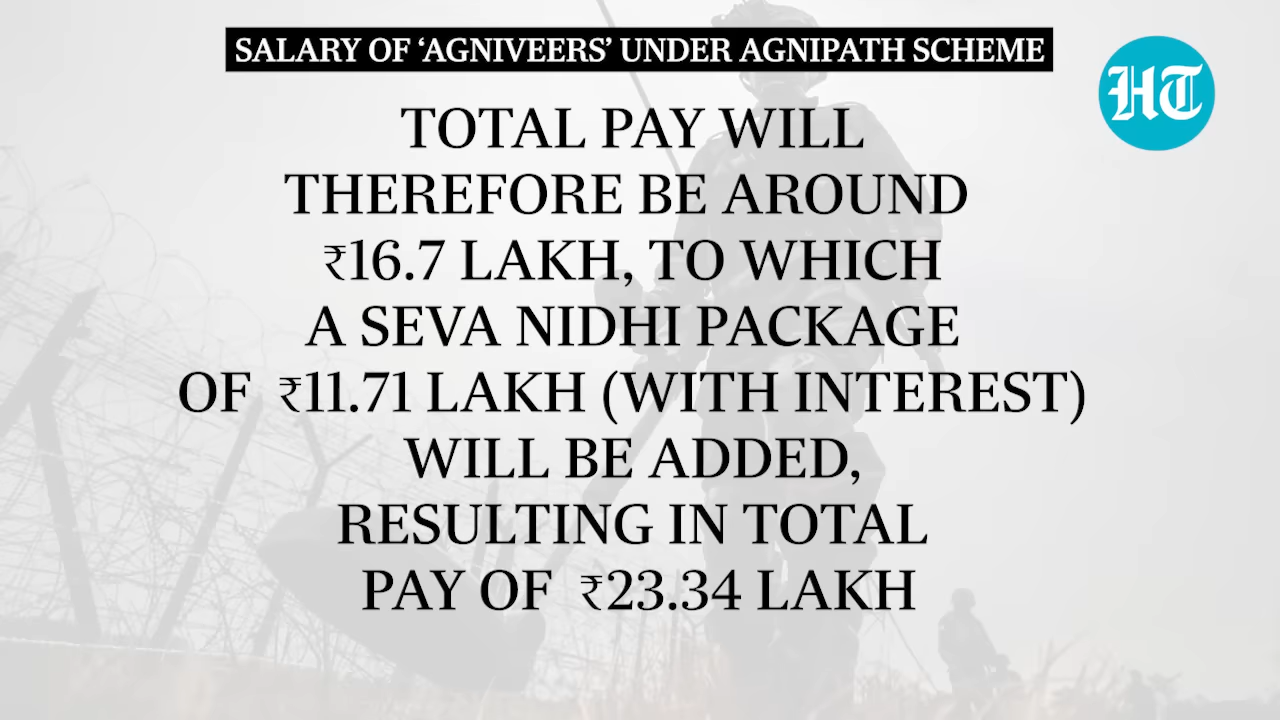 SALARY OF ‘AGNIVEERS’ UNDER AGNIPATH SCHEME
HT
TOTAL PAY WILL
THEREFORE BE AROUND
₹16.7 LAKH, TO WHICH
A SEVA NIDHI PACKAGE
OF ₹11.71 LAKH (WITH INTEREST)
WILL BE ADDED,
RESULTING IN TOTAL
PAY OF ₹23.34 LAKH